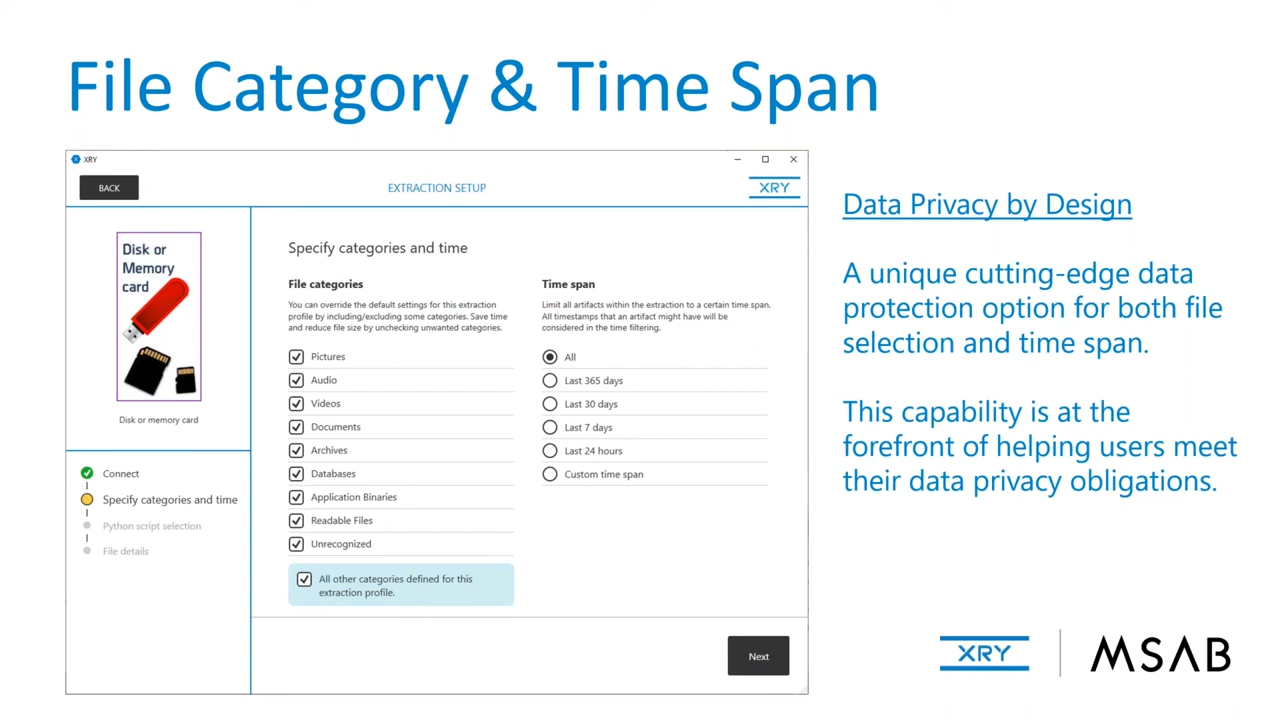 File Category & Time Span
XRY
BACK
EXTRACTION SETUP
XRY
Disk or
Memory
card
Disk or memory card
Connect
Specify categories and time
Python script selection
File details
Specify categories and time
File categories
You can override the default settings for this extraction
profile by including/excluding some categories. Save time
and reduce file size by unchecking unwanted categories.
Pictures
Audio
Videos
Documents
Archives
Databases
Application Binaries
Readable Files
Unrecognized
All other categories defined for this
extraction profile.
Time span
Limit all artifacts within the extraction to a certain time span.
All timestamps that an artifact might have will be
considered in the time filtering.
All
Last 365 days
Last 30 days
Last 7 days
Last 24 hours
Custom time span
Next
Data Privacy by Design
A unique cutting-edge data
protection option for both file
selection and time span.
This capability is at the
forefront of helping users meet
their data privacy obligations.
XRY
MSAB